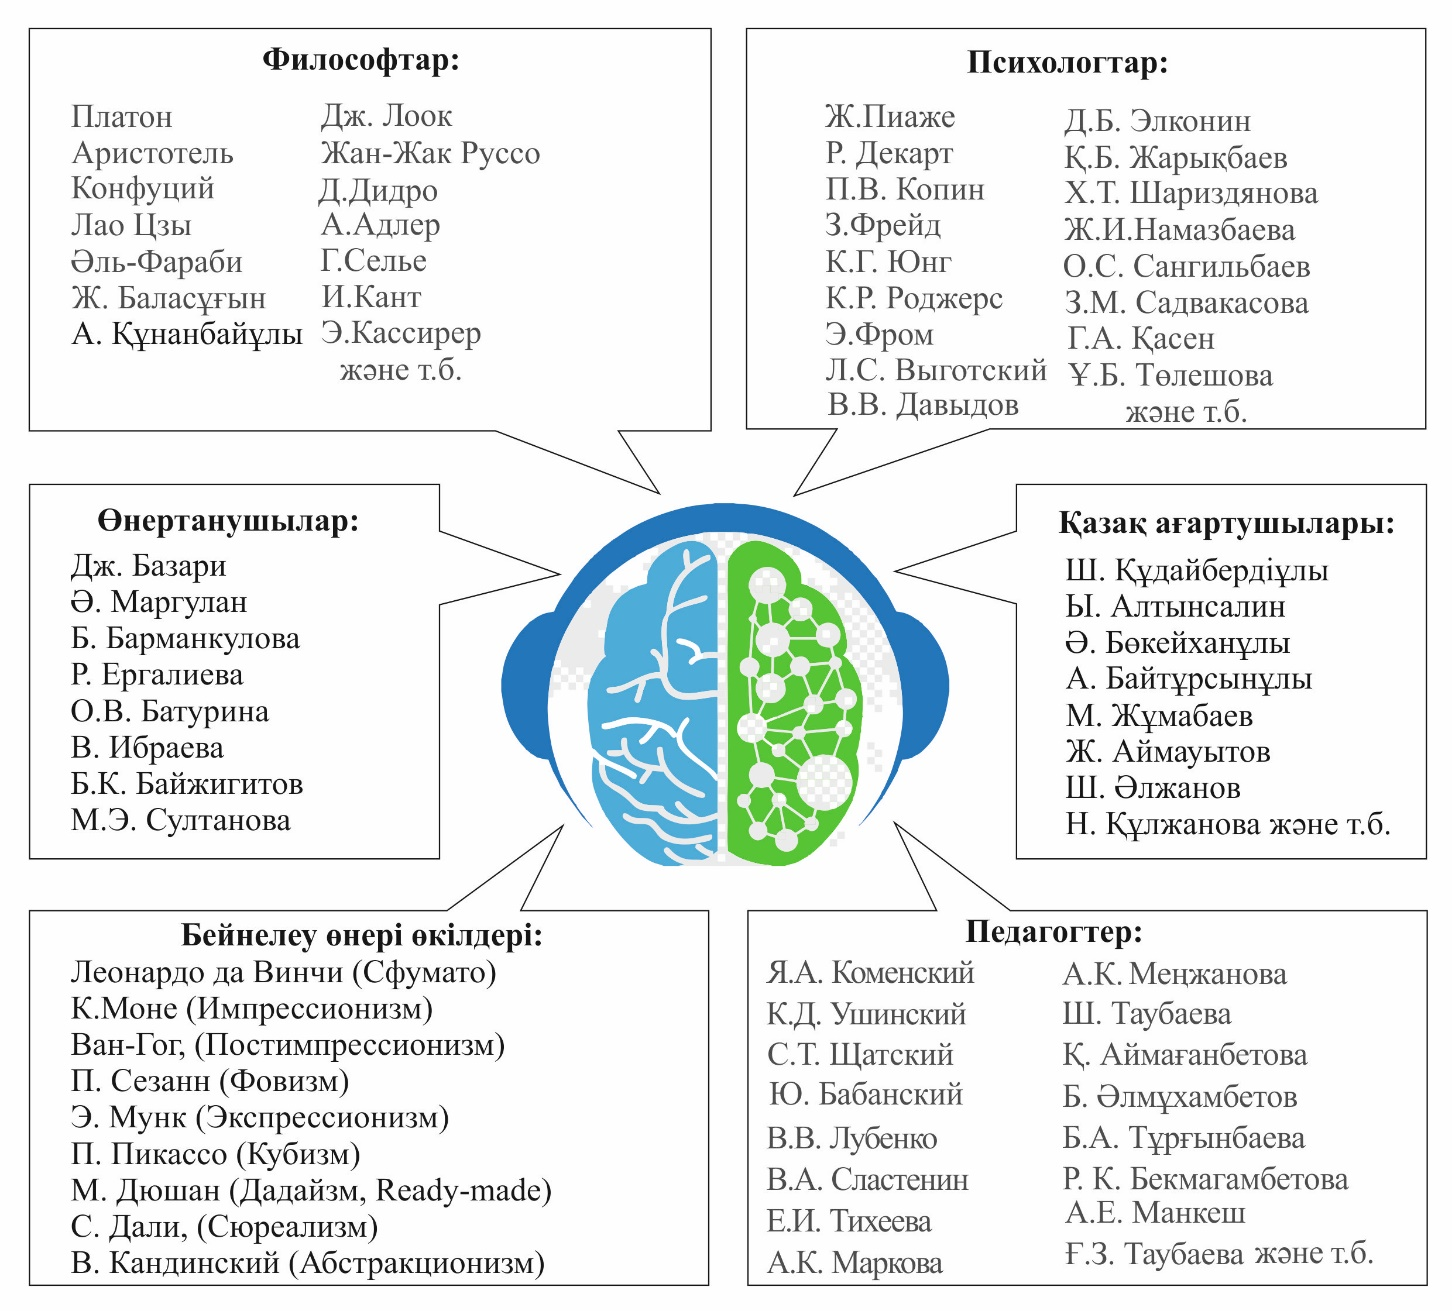 Философтар:
Платон
Аристотель
Конфуций
Лао Цзы
Әль-Фараби
Ж. Баласұғын
А. Құнанбайұлы
Дж. Лоок
Жан-Жак Руссо
Д.Дидро
А.Адлер
Г.Селье
И.Кант
Э.Кассирер
және т.б.
Психологтар:
Ж.Пиаже
Р. Декарт
П.В. Копин
З.Фрейд
К.Г. Юнг
К.Р. Роджерс
Э.Фром
Л.С. Выготский
В.В. Давыдов
Д.Б. Элконин
Қ.Б. Жарықбаев
Х.Т. Шариздянова
Ж.И.Намазбаева
О.С. Сангильбаев
З.М. Садвакасова
Г.А. Қасен
Ұ.Б. Төлешова
және т.б.
Өнертанушылар:
Дж. Базари
Ә. Маргулан
Б. Барманкулова
Р. Ергалиева
О.В. Батурина
В. Ибраева
Б.К. Байжигитов
М.Э. Султанова
Қазақ ағартушылары:
Ш. Құдайбердіұлы
Ы. Алтынсалин
Ә. Бөкейханұлы
А. Байтұрсынұлы
М. Жұмабаев
Ж. Аймауытов
Ш. Әлжанов
Н. Құлжанова және т.б.
Бейнелеу өнері өкілдері:
Леонардо да Винчи (Сфумато)
К.Моне (Импрессионизм)
Ван-Гог, (Постимпрессионизм)
П. Сезанн (Фовизм)
Э. Мунк (Экспрессионизм)
П. Пикассо (Кубизм)
М. Дюшан (Дадайзм, Ready-made)
С. Дали, (Сюреализм)
В. Кандинский (Абстракционизм)
Педагогтер:
Я.А. Коменский
К.Д. Ушинский
С.Т. Щатский
Ю. Бабанский
В.В. Лубенко
В.А. Сластенин
Е.И. Тихеева
А.К. Маркова
А.К. Меңжанова
Ш. Таубаева
Қ. Аймағанбетова
Б. Әлмұхамбетов
Б.А. Тұрғынбаева
Р. К. Бекмагамбетова
А.Е. Манкеш
Ғ.З. Таубаева және т.б.